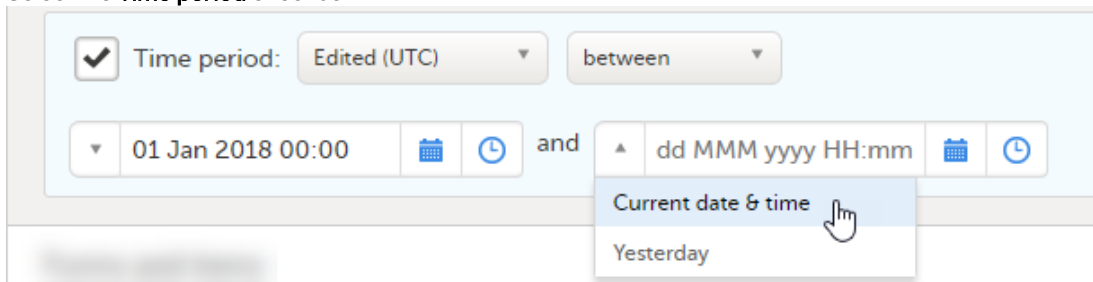 Time period: Edited (UTC) between
01 Jan 2018 00:00 and dd MMM yyyy HH:mm
Current date & time
Yesterday